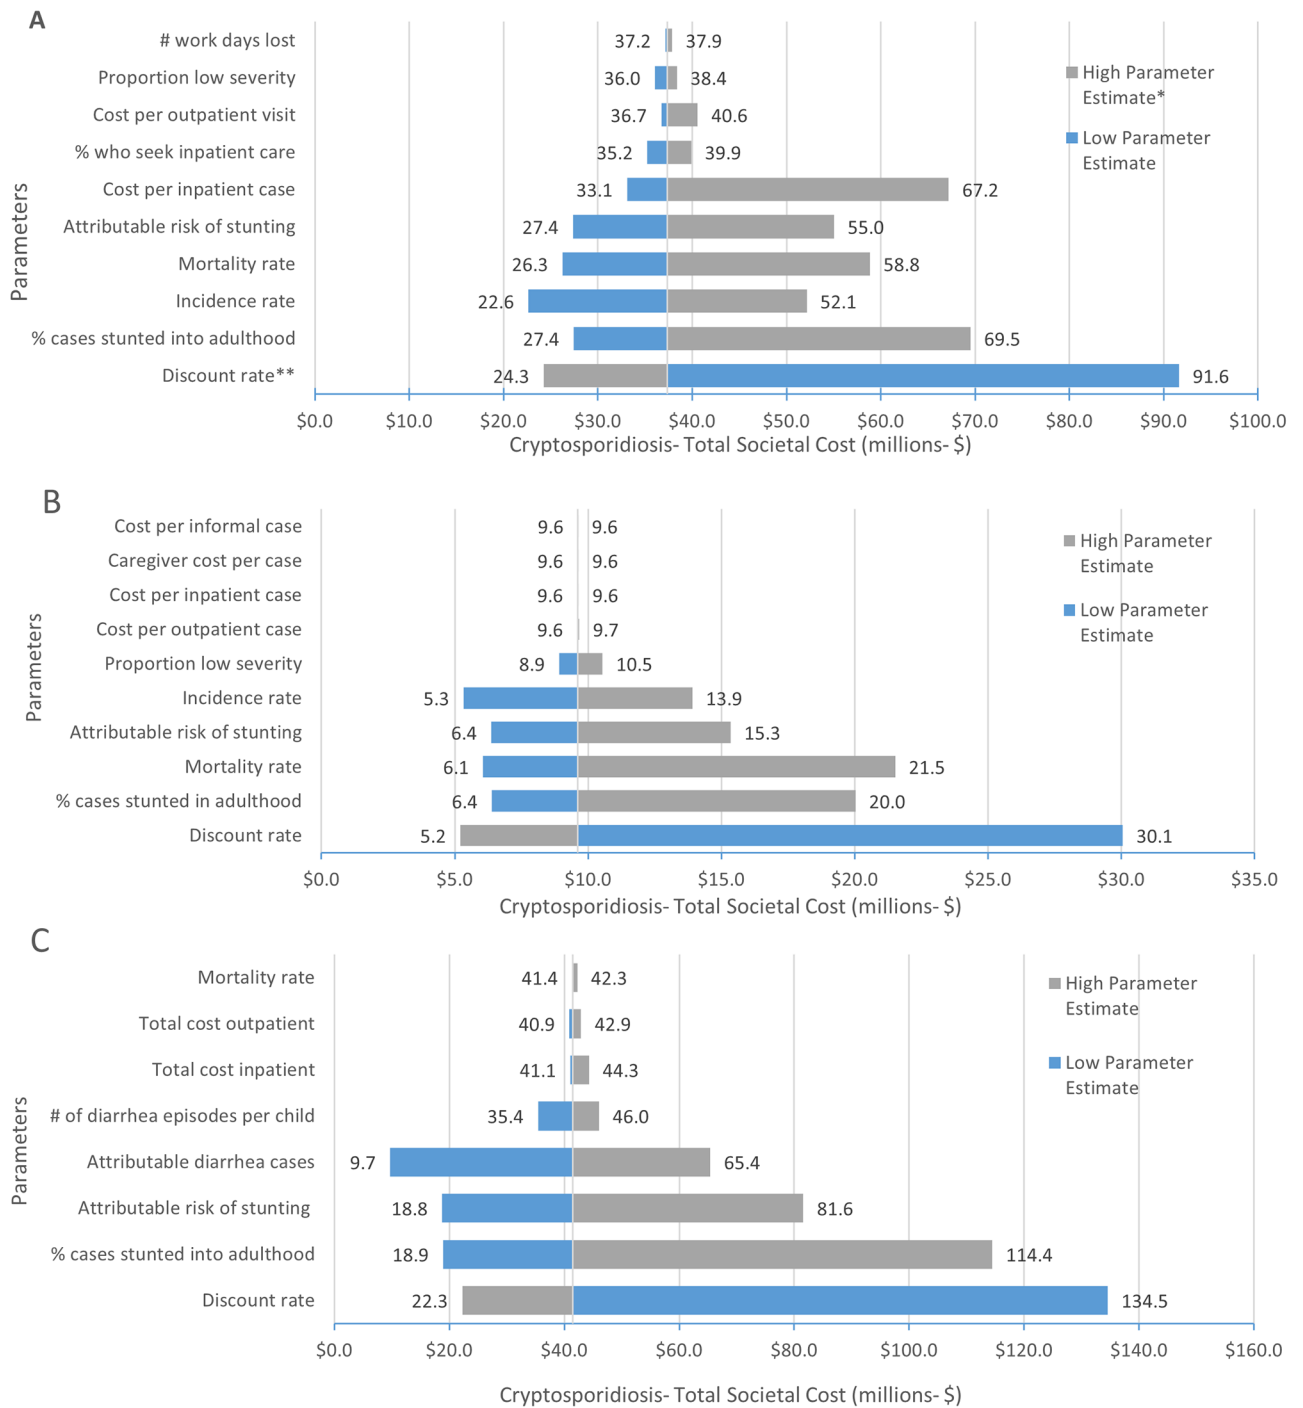 A
# work days lost 37.2 37.9
Proportion low severity 36.0 38.4
High Parameter
Estimate*
Cost per outpatient visit 36.7 40.6
Low Parameter
Estimate
% who seek inpatient care 35.2 39.9
Cost per inpatient case 33.1 67.2
Attributable risk of stunting 27.4 55.0
Parameters
Mortality rate 26.3 58.8
Incidence rate 22.6 52.1
% cases stunted into adulthood 27.4 69.5
Discount rate** 24.3 91.6
$0.0 $10.0 $20.0 $30.0 $40.0 $50.0 $60.0 $70.0 $80.0 $90.0 $100.0
Cryptosporidiosis- Total Societal Cost (millions- $)
B
Cost per informal case 9.6 9.6
High Parameter
Estimate
Caregiver cost per case 9.6 9.6
Cost per inpatient case 9.6 9.6
Low Parameter
Estimate
Cost per outpatient case 9.6 9.7
Proportion low severity 8.9 10.5
Parameters
Incidence rate 5.3 13.9
Attributable risk of stunting 6.4 15.3
Mortality rate 6.1 21.5
% cases stunted in adulthood 6.4 20.0
Discount rate 5.2 30.1
$0.0 $5.0 $10.0 $15.0 $20.0 $25.0 $30.0 $35.0
Cryptosporidiosis- Total Societal Cost (millions- $)
C
Mortality rate 41.4 42.3
High Parameter
Estimate
Total cost outpatient 40.9 42.9
Total cost inpatient 41.1 44.3
Low Parameter
Estimate
# of diarrhea episodes per child 35.4 46.0
Parameters
Attributable diarrhea cases 9.7 65.4
Attributable risk of stunting 18.8 81.6
% cases stunted into adulthood 18.9 114.4
Discount rate 22.3 134.5
$0.0 $20.0 $40.0 $60.0 $80.0 $100.0 $120.0 $140.0 $160.0
Cryptosporidiosis- Total Societal Cost (millions- $)